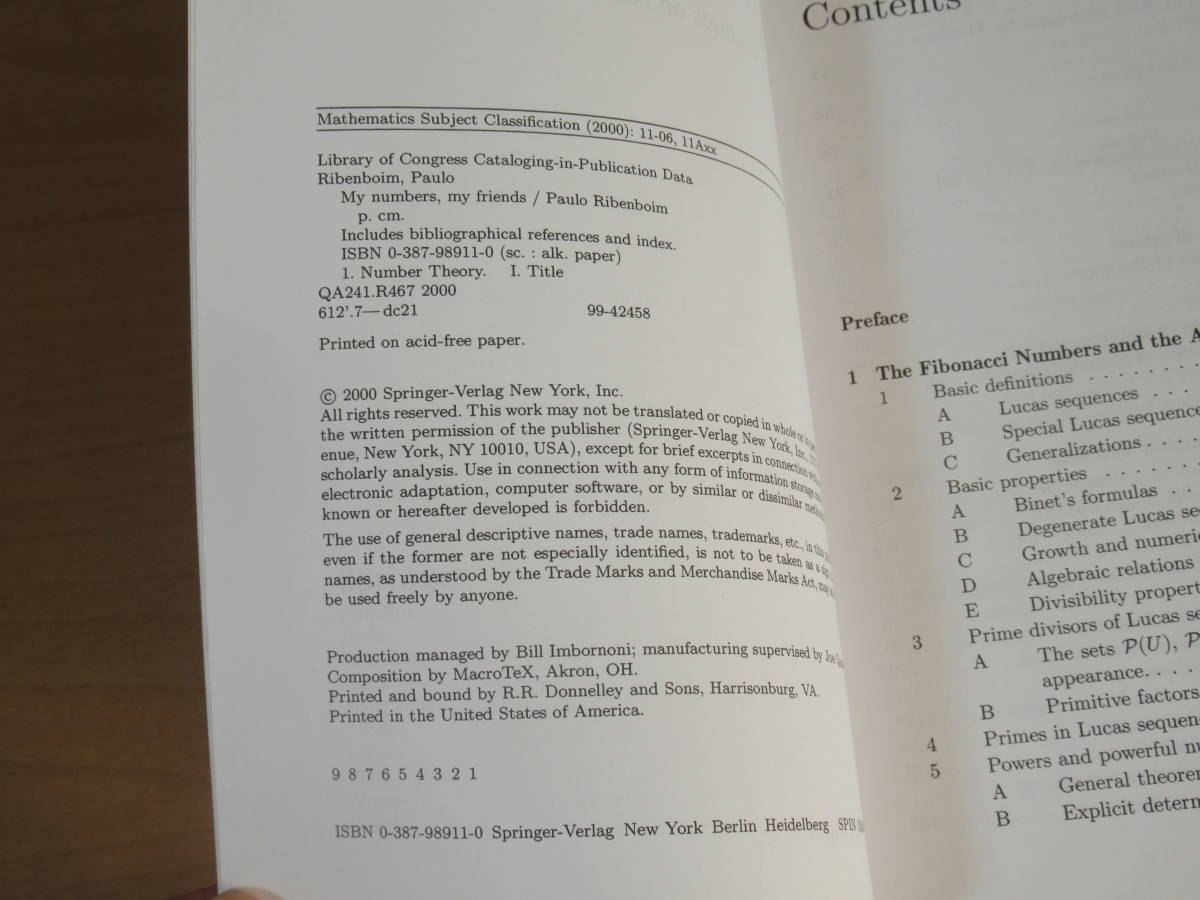 Mathematics Subject Classification (2000): 11-06, 11Axx
Library of Congress Cataloging-in-Publication Data
Ribenboim, Paulo
My numbers, my friends / Paulo Ribenboim
p. cm.
Includes bibliographical references and index.
ISBN 0-387-98911-0 (sc. : alk. paper)
1. Number Theory. I. Title
QA241.R467 2000
612'.7—dc21 99-42458
Printed on acid-free paper.
© 2000 Springer-Verlag New York, Inc.
All rights reserved. This work may not be translated or copied in whole or in
the written permission of the publisher (Springer-Verlag New York, Inc.,
enue, New York, NY 10010, USA), except for brief excerpts in connection
scholarly analysis. Use in connection with any form of information storage
electronic adaptation, computer software, or by similar or dissimilar
known or hereafter developed is forbidden.
The use of general descriptive names, trade names, trademarks, etc., in this
even if the former are not especially identified, is not to be taken as a
names, as understood by the Trade Marks and Merchandise Marks Act, may
be used freely by anyone.
Production managed by Bill Imbornoni; manufacturing supervised by Joe
Composition by MacroTeX, Akron, OH.
Printed and bound by R.R. Donnelley and Sons, Harrisonburg, VA.
Printed in the United States of America.
9 8 7 6 5 4 3 2 1
ISBN 0-387-98911-0 Springer-Verlag New York Berlin Heidelberg SPIN
Contents
Preface
1 The Fibonacci Numbers and the A
1 Basic definitions . . . . . . . .
A Lucas sequences . . . .
B Special Lucas sequence
C Generalizations . . . .
2 Basic properties . . . . . . .
A Binet's formulas . .
B Degenerate Lucas se
C Growth and numeric
D Algebraic relations
E Divisibility propert
3 Prime divisors of Lucas se
A The sets P(U), P
appearance. . . .
B Primitive factors
4 Primes in Lucas sequen
5 Powers and powerful nu
A General theorem
B Explicit determ